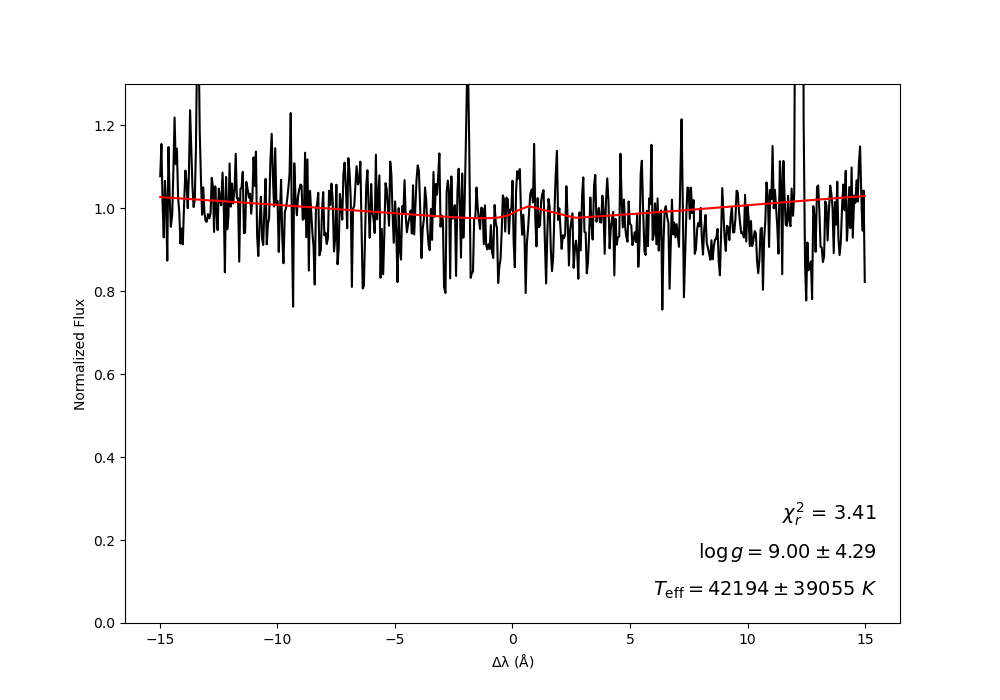 1.2
1.0
0.8
0.6
0.4
0.2
0.0
Normalized Flux
χ²ᵣ = 3.41
log g = 9.00 ± 4.29
T_eff = 42194 ± 39055 K
−15 −10 −5 0 5 10 15
Δλ (Å)